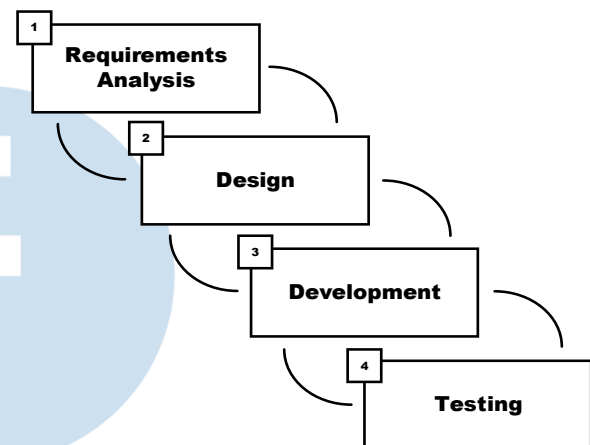 1
Requirements
Analysis
2
Design
3
Development
4
Testing